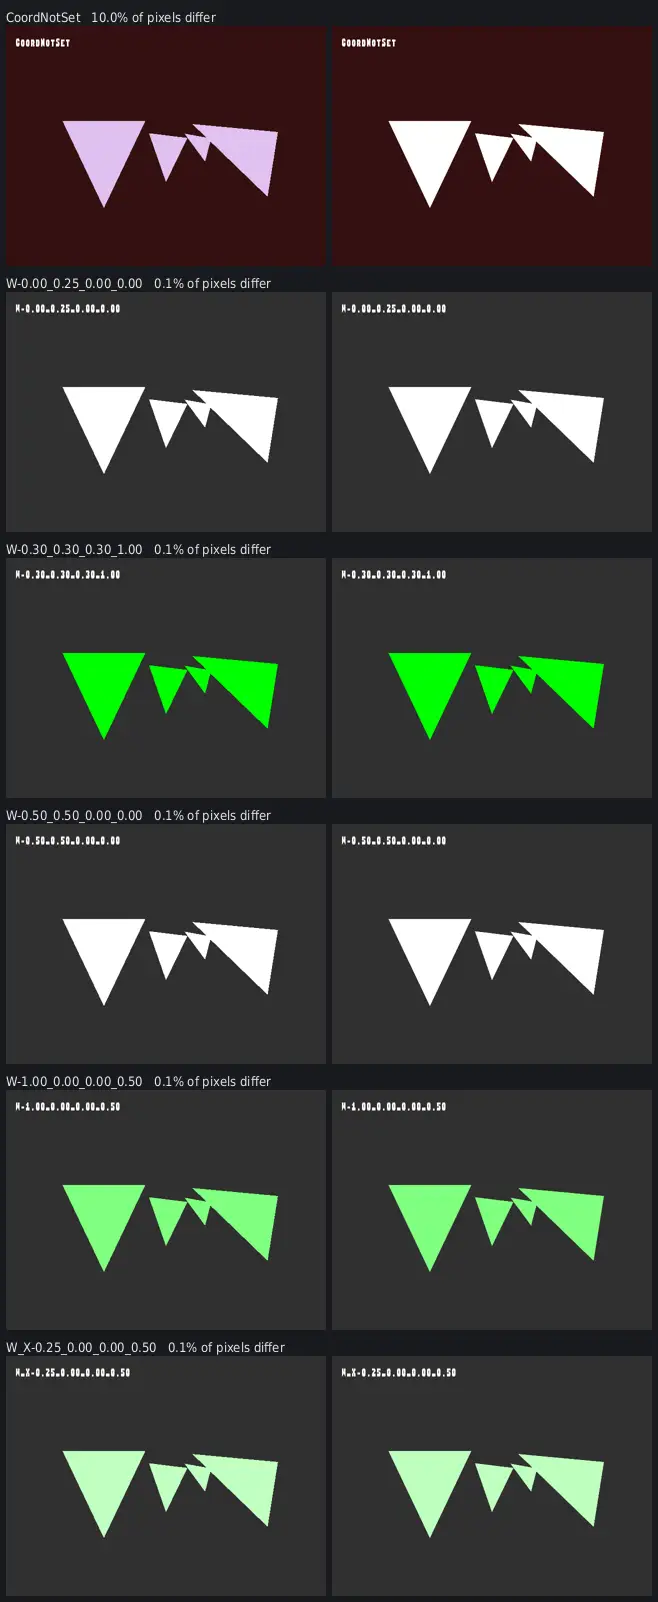 CoordNotSet 10.0% of pixels differ
CoordNotSet CoordNotSet
W-0.00_0.25_0.00_0.00 0.1% of pixels differ
W-0.00_0.25_0.00_0.00 W-0.00_0.25_0.00_0.00
W-0.30_0.30_0.30_1.00 0.1% of pixels differ
W-0.30_0.30_0.30_1.00 W-0.30_0.30_0.30_1.00
W-0.50_0.50_0.00_0.00 0.1% of pixels differ
W-0.50_0.50_0.00_0.00 W-0.50_0.50_0.00_0.00
W-1.00_0.00_0.00_0.50 0.1% of pixels differ
W-1.00_0.00_0.00_0.50 W-1.00_0.00_0.00_0.50
W_X-0.25_0.00_0.00_0.50 0.1% of pixels differ
W_X-0.25_0.00_0.00_0.50 W_X-0.25_0.00_0.00_0.50